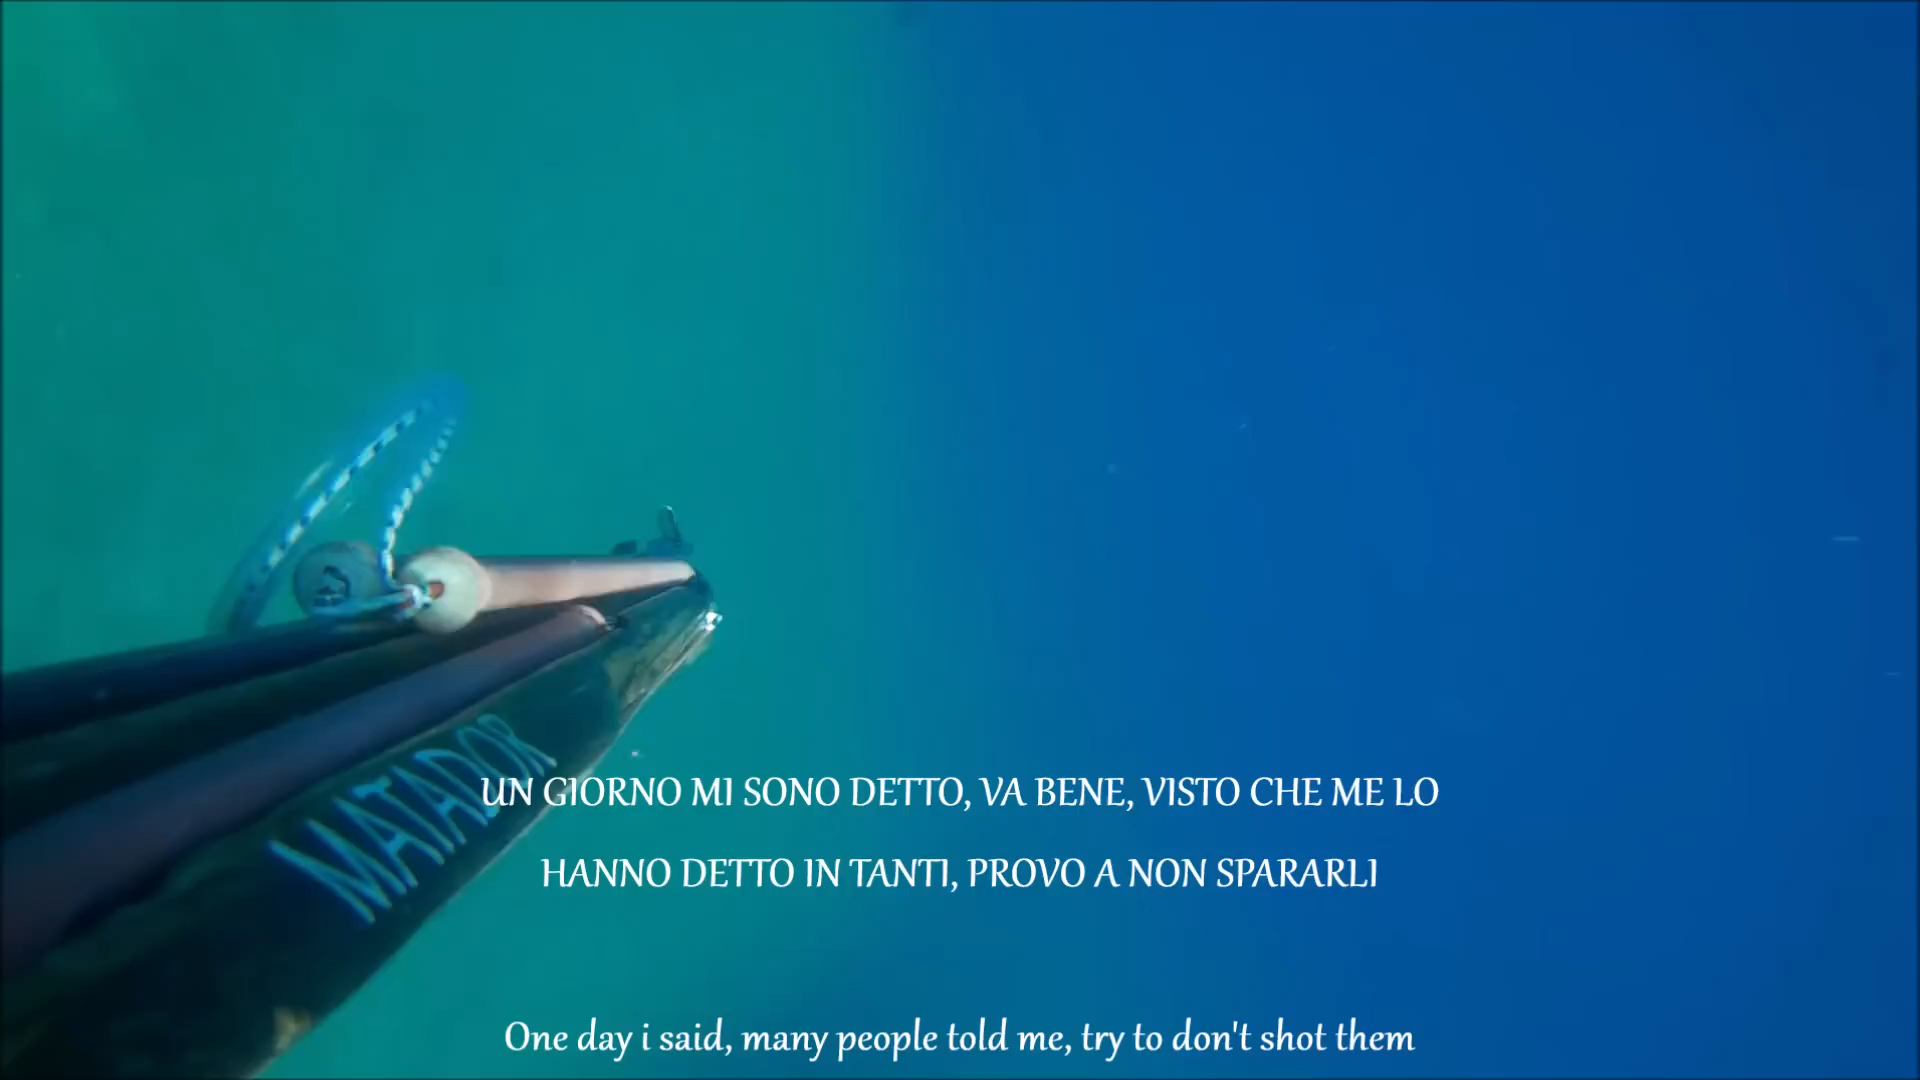 MATADOR
UN GIORNO MI SONO DETTO, VA BENE, VISTO CHE ME LO
HANNO DETTO IN TANTI, PROVO A NON SPARARLI
One day i said, many people told me, try to don't shot them